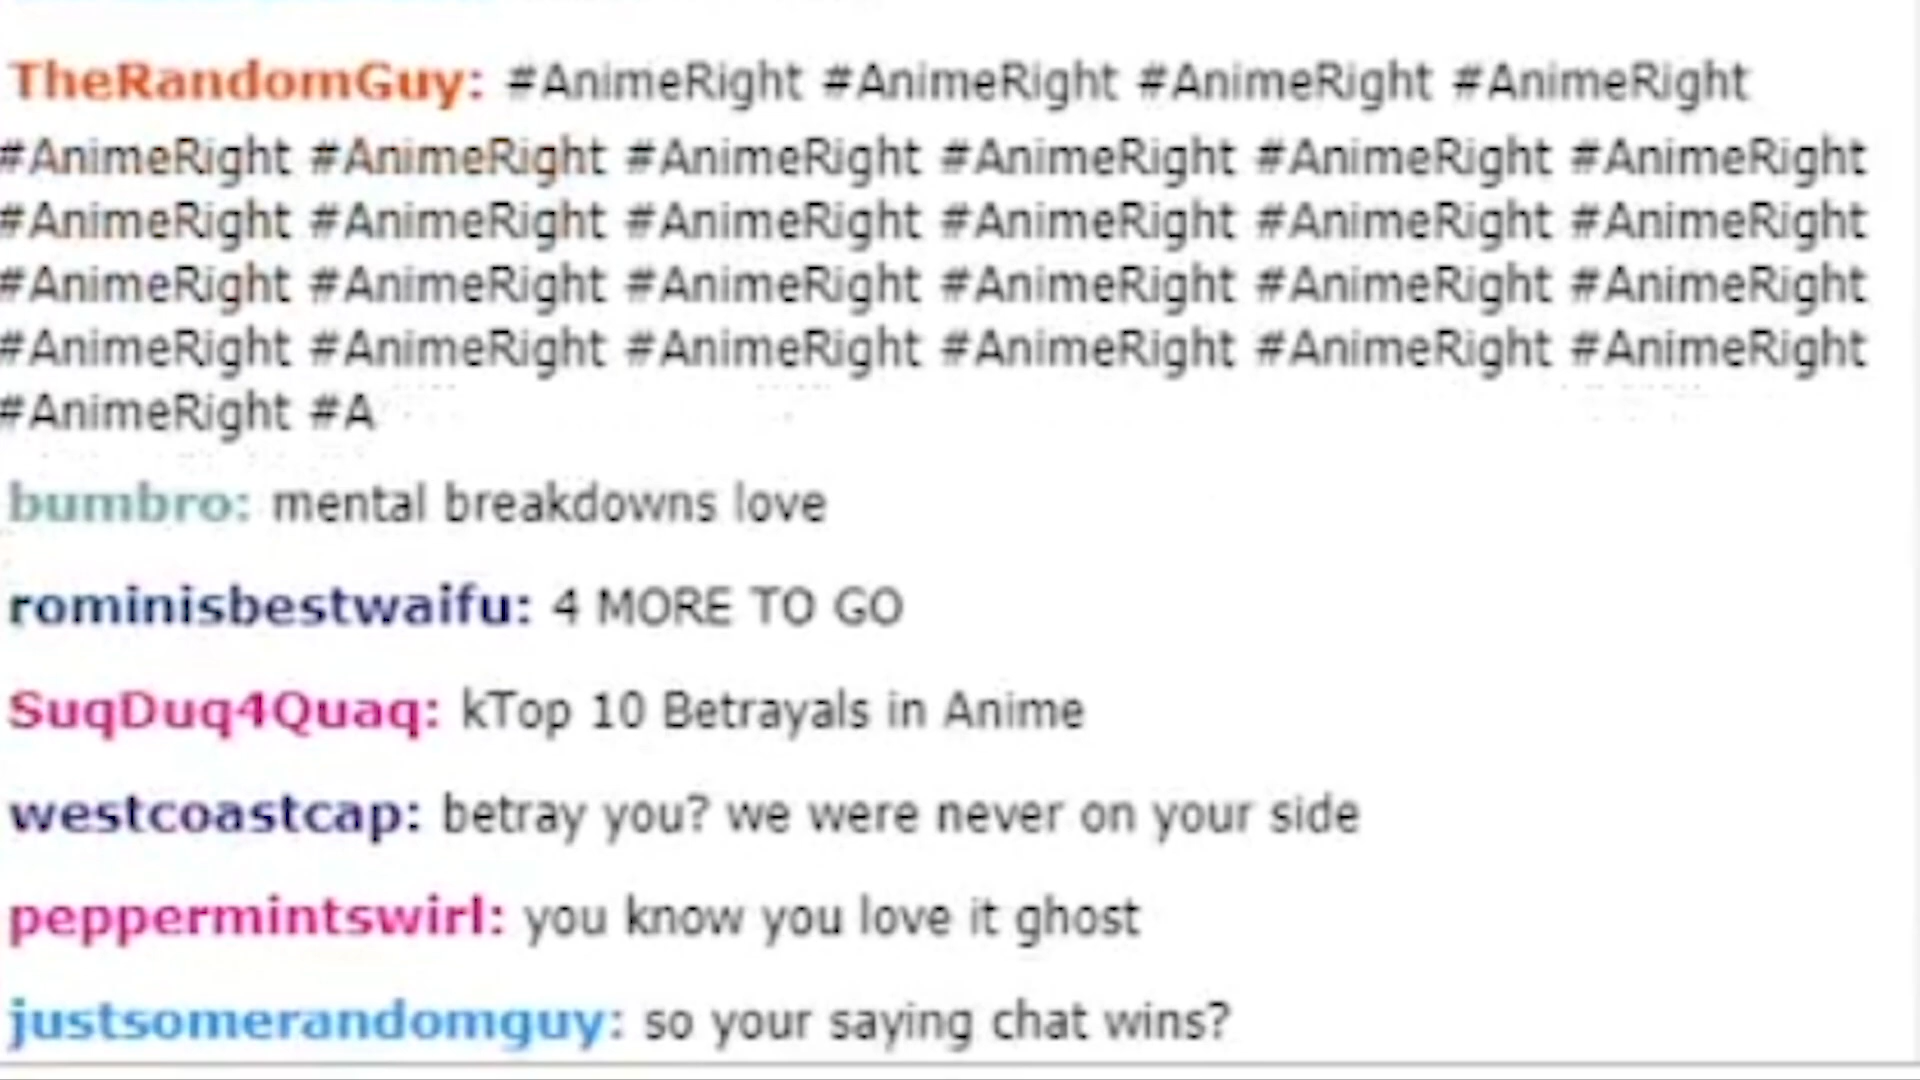 TheRandomGuy: #AnimeRight #AnimeRight #AnimeRight #AnimeRight
#AnimeRight #AnimeRight #AnimeRight #AnimeRight #AnimeRight #AnimeRight
#AnimeRight #AnimeRight #AnimeRight #AnimeRight #AnimeRight #AnimeRight
#AnimeRight #AnimeRight #AnimeRight #AnimeRight #AnimeRight #AnimeRight
#AnimeRight #AnimeRight #AnimeRight #AnimeRight #AnimeRight #AnimeRight
#AnimeRight #A
bumbro: mental breakdowns love
rominisbestwaifu: 4 MORE TO GO
SuqDuq4Quaq: kTop 10 Betrayals in Anime
westcoastcap: betray you? we were never on your side
peppermintswirl: you know you love it ghost
justsomerandomguy: so your saying chat wins?